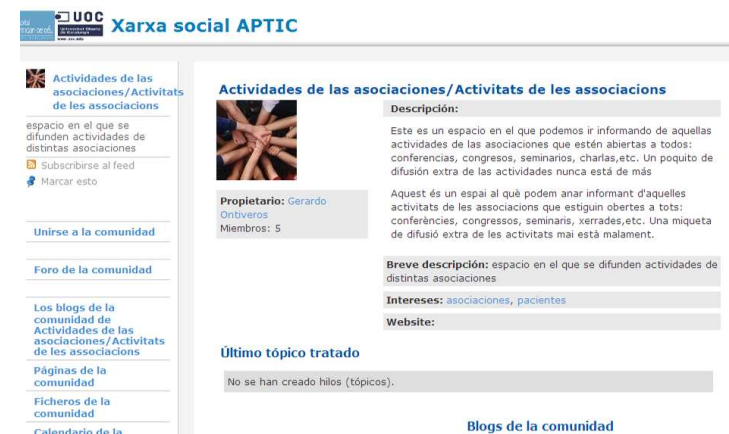 UOC
Xarxa social APTIC
Actividades de las
asociaciones/Activitats
de les associacions
espacio en el que se
difunden actividades de
distintas asociaciones
Subscribirse al feed
Marcar esto
Unirse a la comunidad
Foro de la comunidad
Los blogs de la
comunidad de
Actividades de las
asociaciones/Activitats
de les associacions
Páginas de la
comunidad
Ficheros de la
comunidad
Calendario de la
Actividades de las asociaciones/Activitats de les associacions
Propietario: Gerardo
Ontiveros
Miembros: 5
Descripción:
Este es un espacio en el que podemos ir informando de aquellas
actividades de las asociaciones que estén abiertas a todos:
conferencias, congresos, seminarios, charlas,etc. Un poquito de
difusión extra de las actividades nunca está de más
Aquest és un espai al què podem anar informant d'aquelles
activitats de les associacions que estiguin obertes a tots:
conferències, congressos, seminaris, xerrades,etc. Una miqueta
de difusió extra de les activitats mai està malament.
Breve descripción: espacio en el que se difunden actividades de
distintas asociaciones
Intereses: asociaciones, pacientes
Website:
Último tópico tratado
No se han creado hilos (tópicos).
Blogs de la comunidad